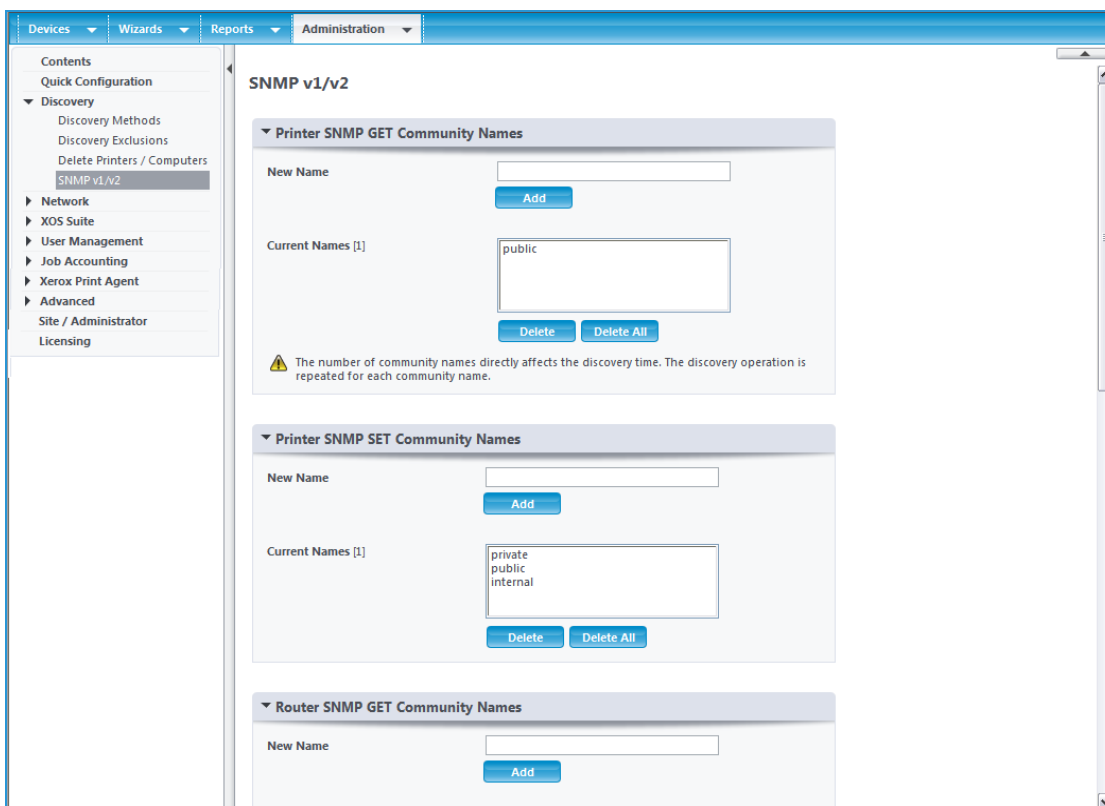 Devices Wizards Reports Administration
Contents
Quick Configuration
Discovery
Discovery Methods
Discovery Exclusions
Delete Printers / Computers
SNMP v1/v2
Network
XOS Suite
User Management
Job Accounting
Xerox Print Agent
Advanced
Site / Administrator
Licensing
SNMP v1/v2
Printer SNMP GET Community Names
New Name
Add
Current Names [1]
public
Delete Delete All
The number of community names directly affects the discovery time. The discovery operation is
repeated for each community name.
Printer SNMP SET Community Names
New Name
Add
Current Names [1]
private
public
internal
Delete Delete All
Router SNMP GET Community Names
New Name
Add